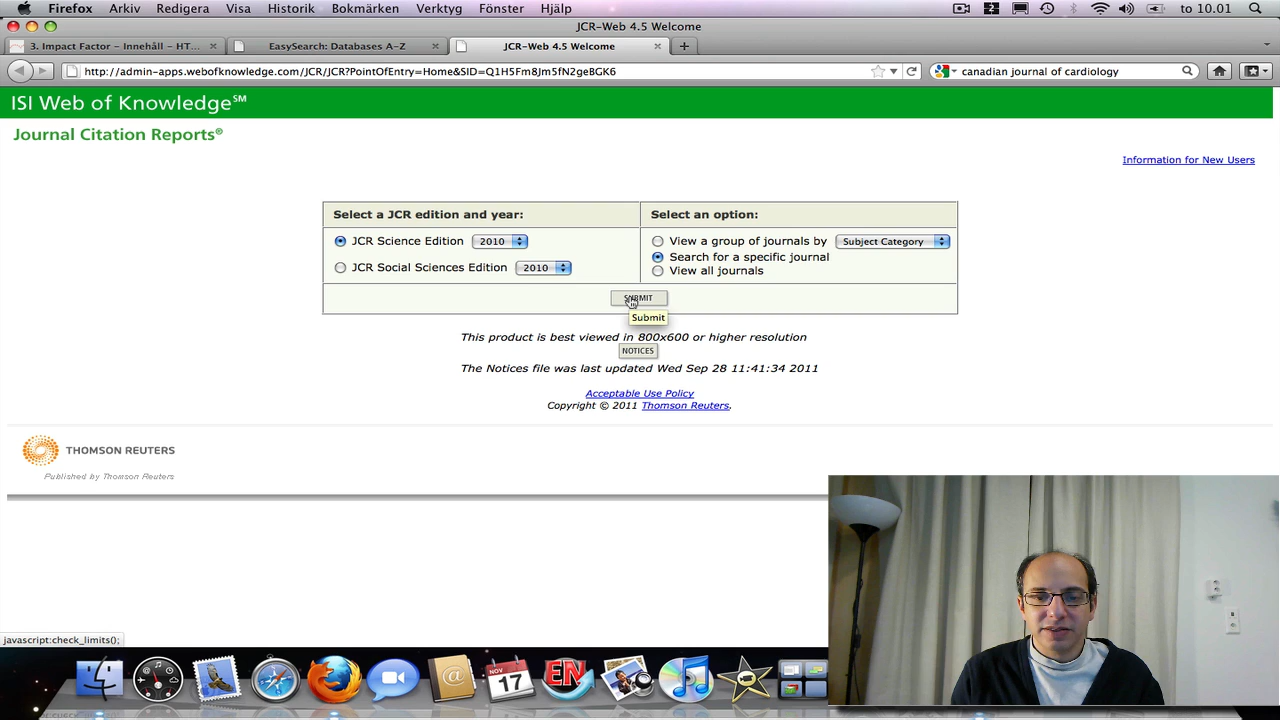 Firefox Arkiv Redigera Visa Historik Bokmärken Verktyg Fönster Hjälp 2 to 10.01
JCR-Web 4.5 Welcome
3. Impact Factor – Innehåll – HT... EasySearch: Databases A-Z JCR-Web 4.5 Welcome
http://admin-apps.webofknowledge.com/JCR/JCR?PointOfEntry=Home&SID=Q1H5Fm8Jm5fN2geBGK6 canadian journal of cardiology
ISI Web of Knowledge℠
Journal Citation Reports®
Information for New Users
Select a JCR edition and year: Select an option:
JCR Science Edition 2010 View a group of journals by Subject Category
Search for a specific journal
JCR Social Sciences Edition 2010 View all journals
SUBMIT
Submit
This product is best viewed in 800x600 or higher resolution
NOTICES
The Notices file was last updated Wed Sep 28 11:41:34 2011
Acceptable Use Policy
Copyright © 2011 Thomson Reuters.
THOMSON REUTERS
Published by Thomson Reuters
javascript:check_limits();
NOV
17
EN